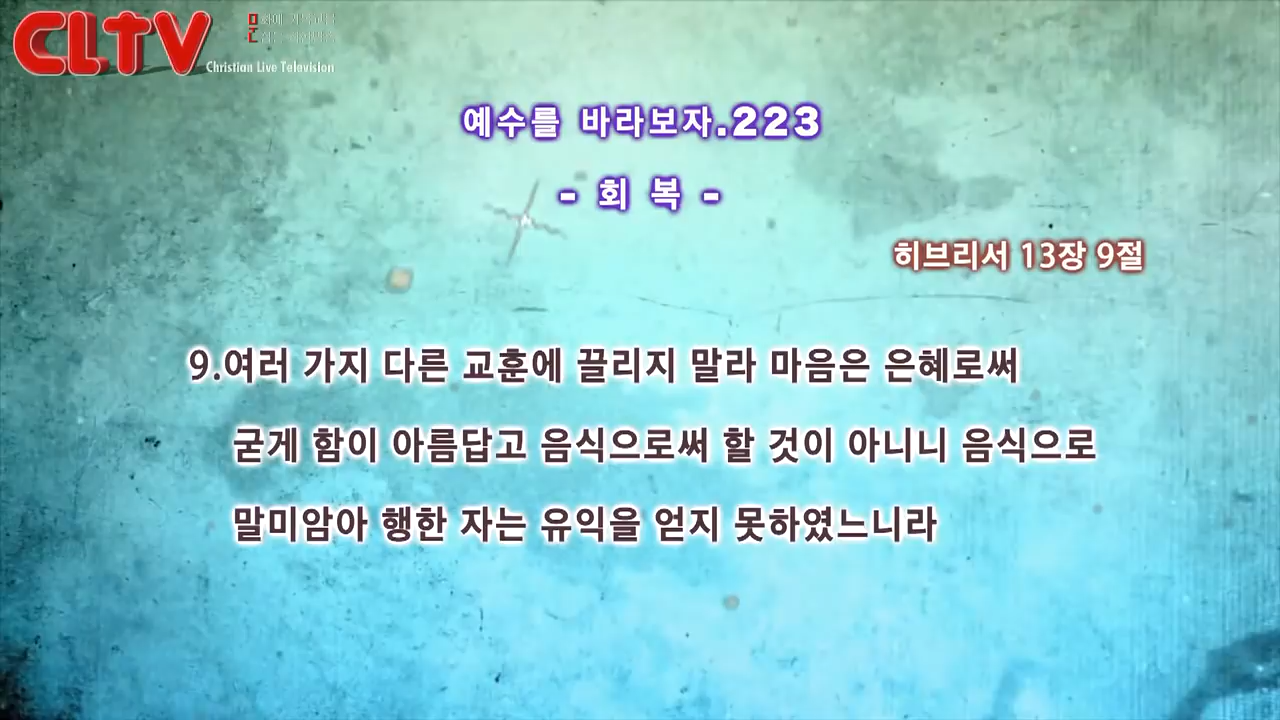 CLTV
Christian Live Television
예수를 바라보자.223
- 회 복 -
히브리서 13장 9절
9.여러 가지 다른 교훈에 끌리지 말라 마음은 은혜로써
굳게 함이 아름답고 음식으로써 할 것이 아니니 음식으로
말미암아 행한 자는 유익을 얻지 못하였느니라